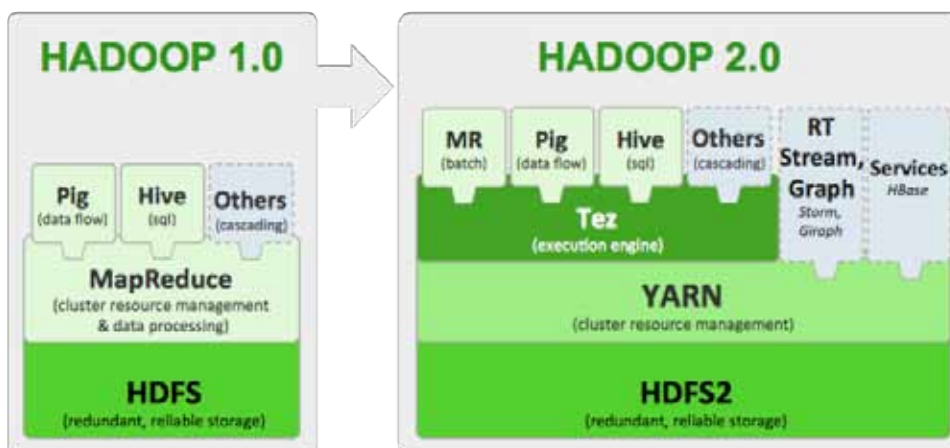 HADOOP 1.0
Pig
(data flow)
Hive
(sql)
Others
(cascading)
MapReduce
(cluster resource management
& data processing)
HDFS
(redundant, reliable storage)
HADOOP 2.0
MR
(batch)
Pig
(data flow)
Hive
(sql)
Others
(cascading)
RT
Stream,
Graph
Storm,
Giraph
Services
HBase
Tez
(execution engine)
YARN
(cluster resource management)
HDFS2
(redundant, reliable storage)